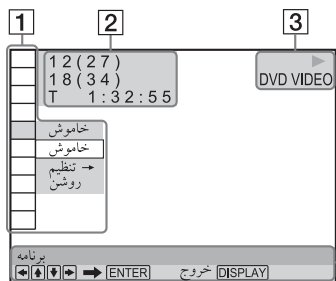 1 2 3
12(27)
18(34)
T 1:32:55
DVD VIDEO
خاموش
خاموش
تنظیم ←
روشن
برنامه
ENTER خروج DISPLAY